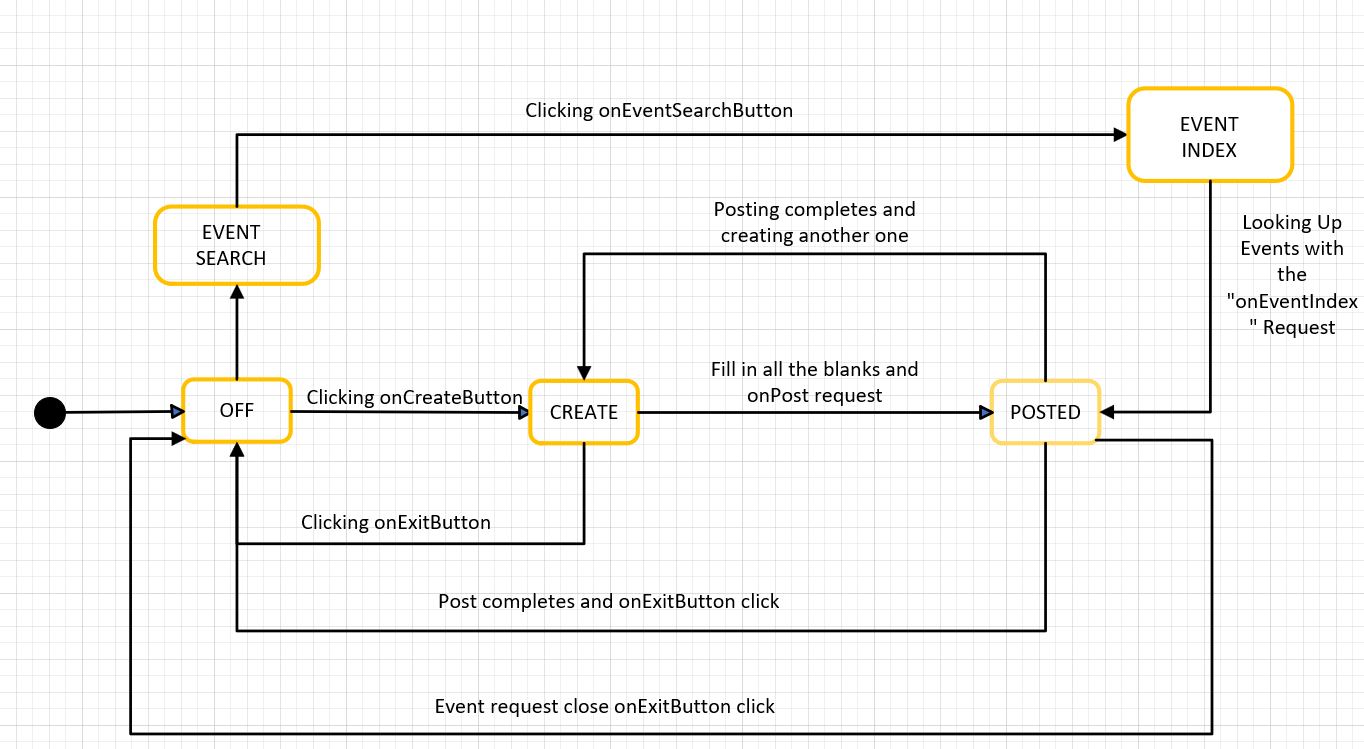 Clicking onEventSearchButton
EVENT
INDEX
Posting completes and
creating another one
Looking Up
Events with
the
"onEventIndex
" Request
EVENT
SEARCH
Fill in all the blanks and
onPost request
Clicking onCreateButton
OFF
CREATE
POSTED
Clicking onExitButton
Post completes and onExitButton click
Event request close onExitButton click